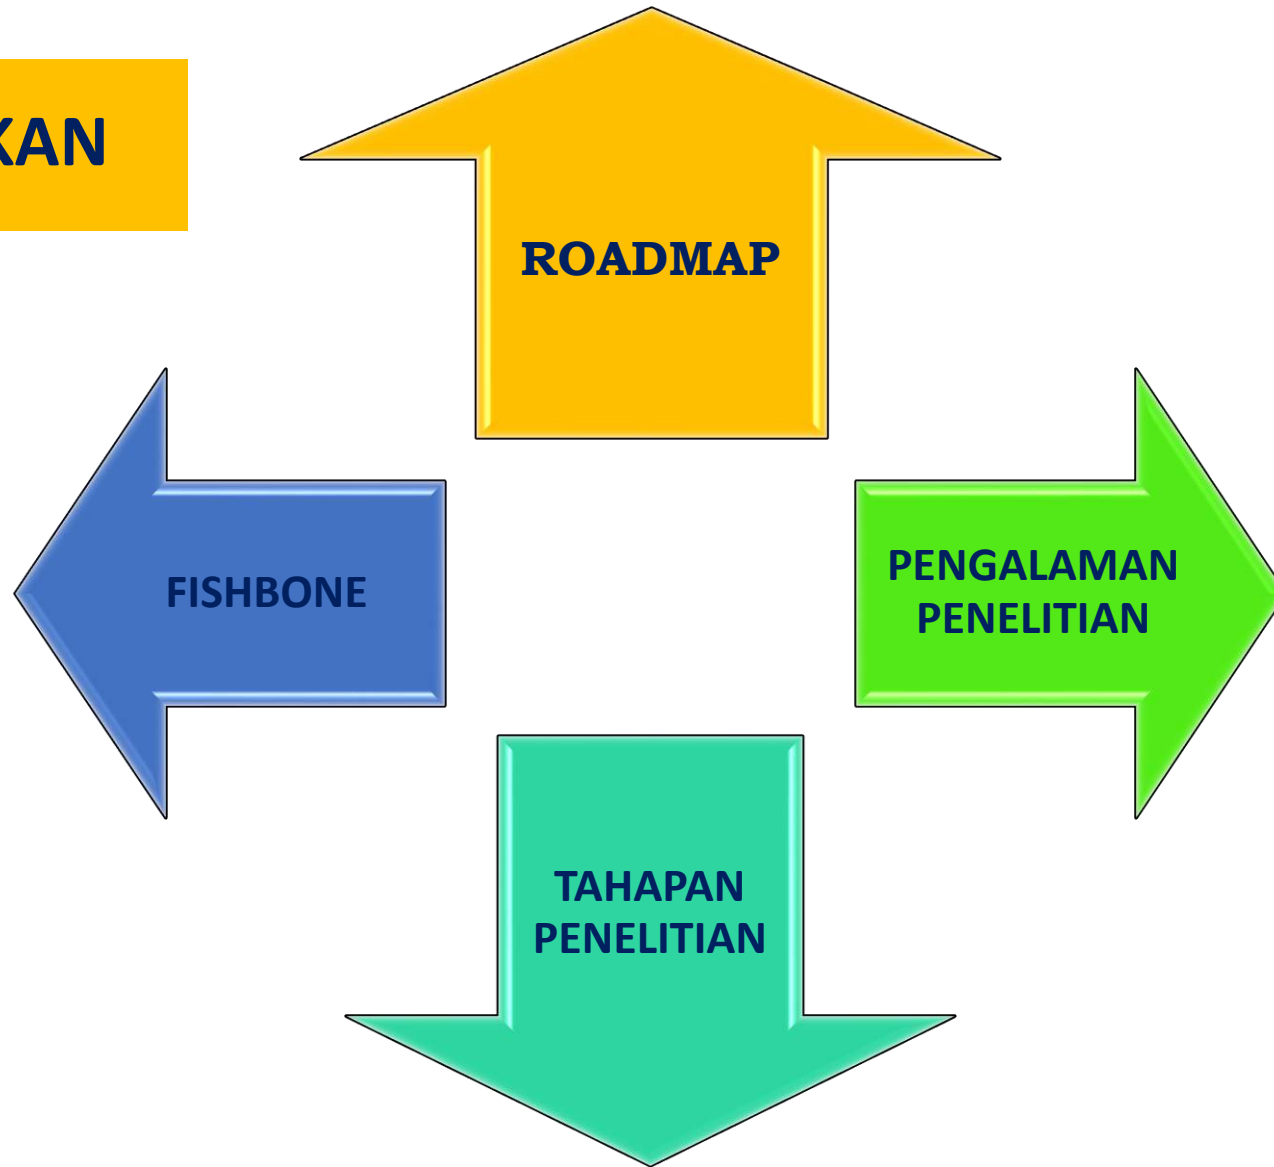 KAN
ROADMAP
FISHBONE
PENGALAMAN
PENELITIAN
TAHAPAN
PENELITIAN